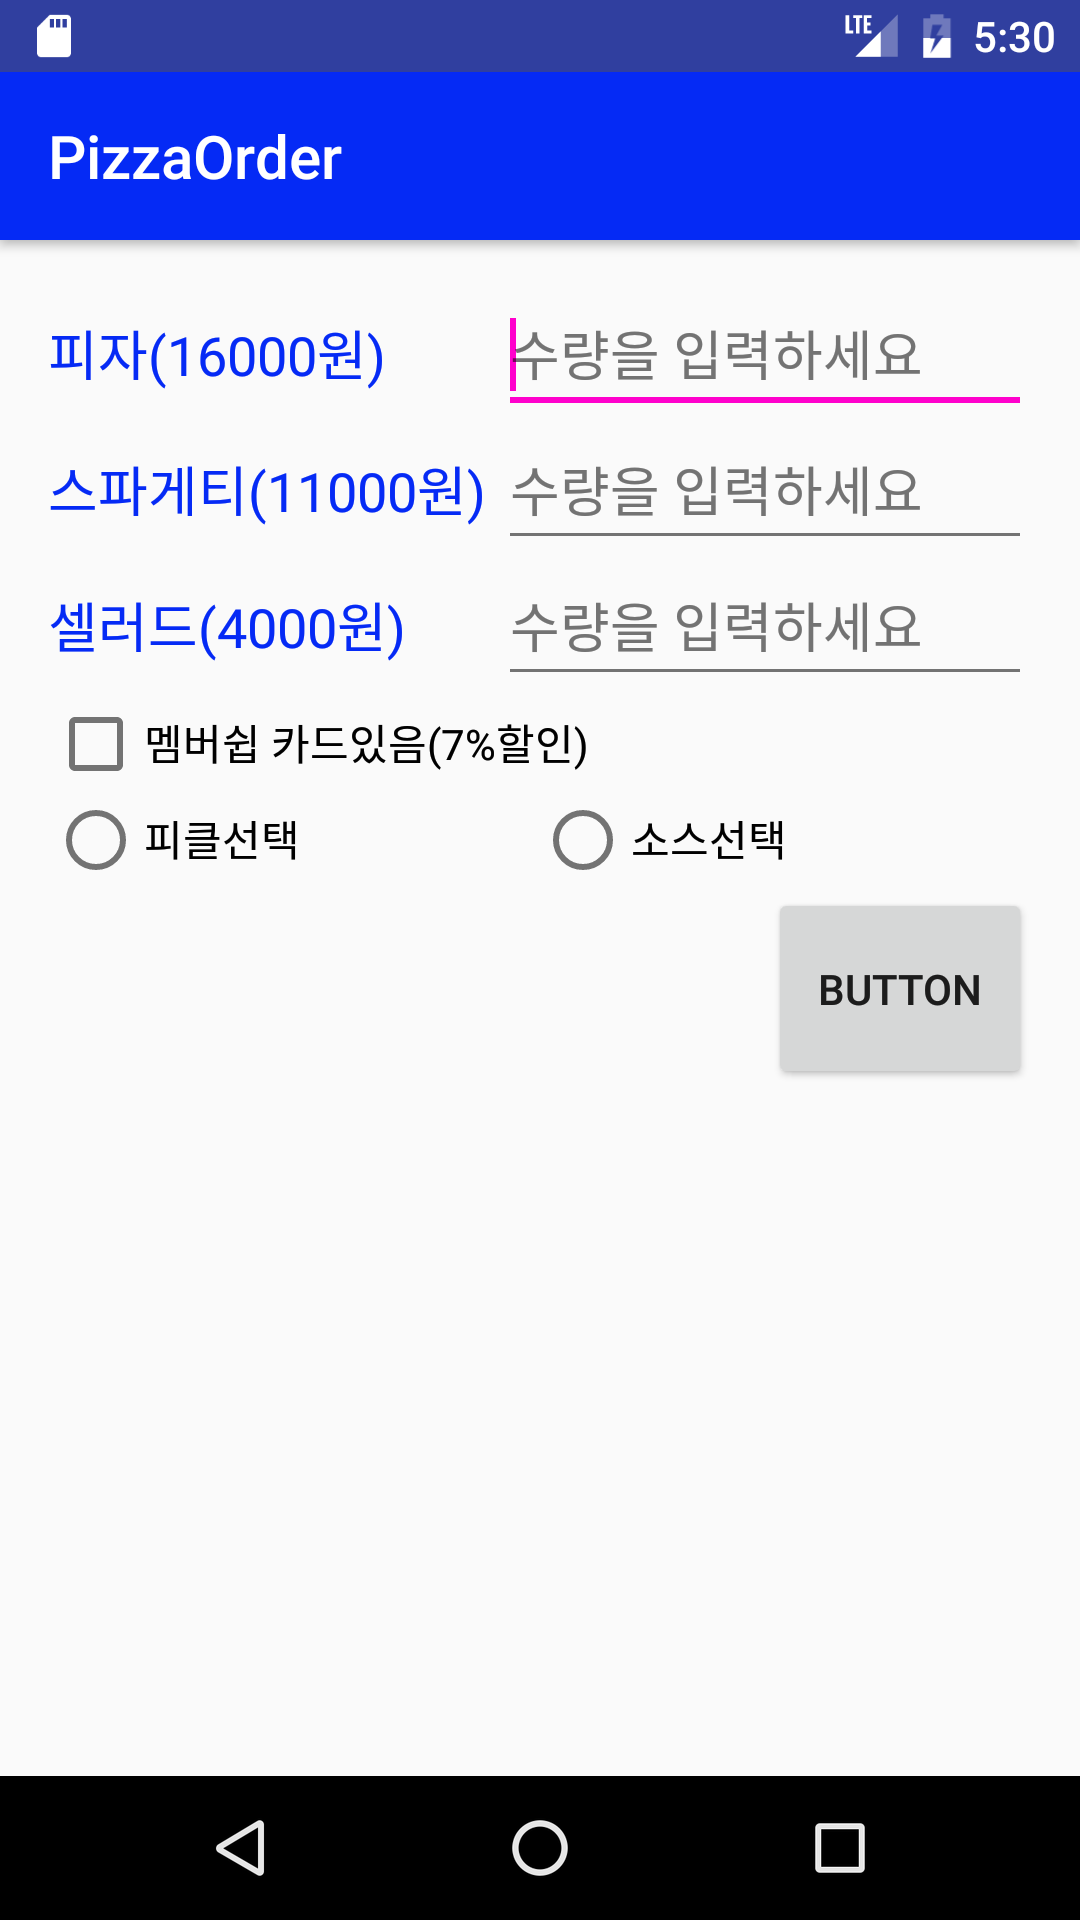 LTE 5:30
PizzaOrder
피자(16000원) 수량을 입력하세요
스파게티(11000원) 수량을 입력하세요
셀러드(4000원) 수량을 입력하세요
멤버쉽 카드있음(7%할인)
피클선택 소스선택
BUTTON